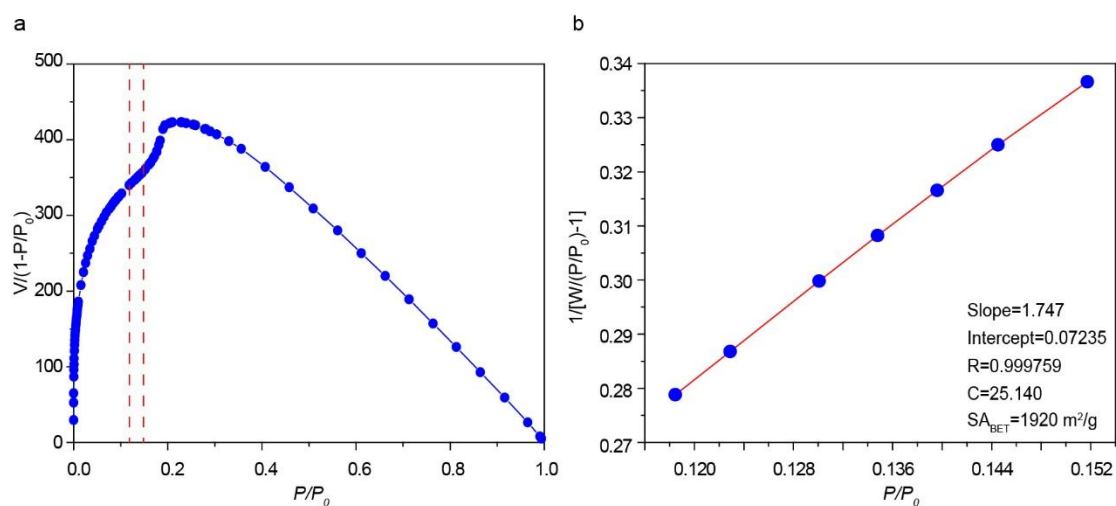 a
500
400
300
200
100
0
V/(1-P/P0)
0.0 0.2 0.4 0.6 0.8 1.0
P/P0
b
0.34
0.33
0.32
0.31
0.30
0.29
0.28
0.27
1/[W/(P/P0)-1]
Slope=1.747
Intercept=0.07235
R=0.999759
C=25.140
SABET=1920 m²/g
0.120 0.128 0.136 0.144 0.152
P/P0